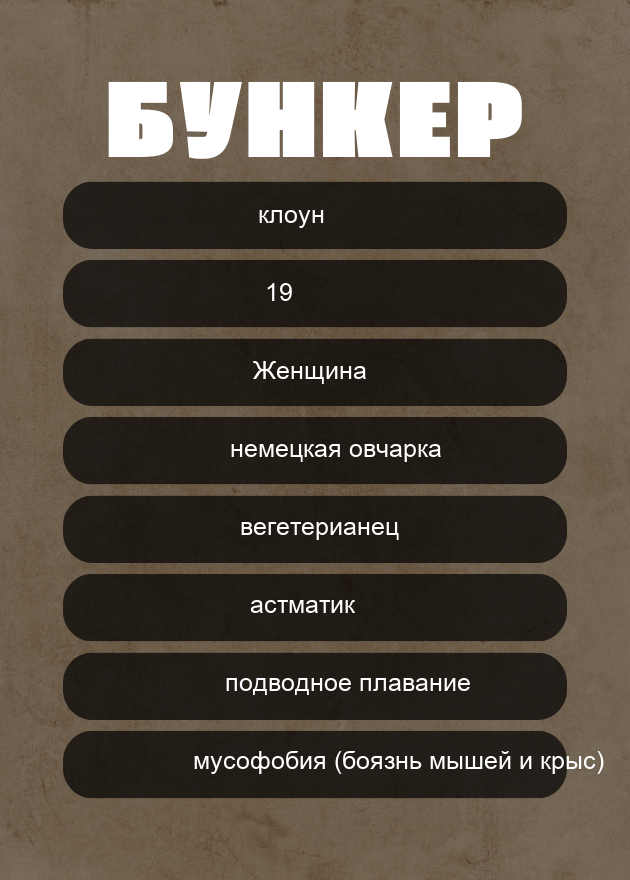 БУНКЕР
клоун
19
Женщина
немецкая овчарка
вегетерианец
астматик
подводное плавание
мусофобия (боязнь мышей и крыс)